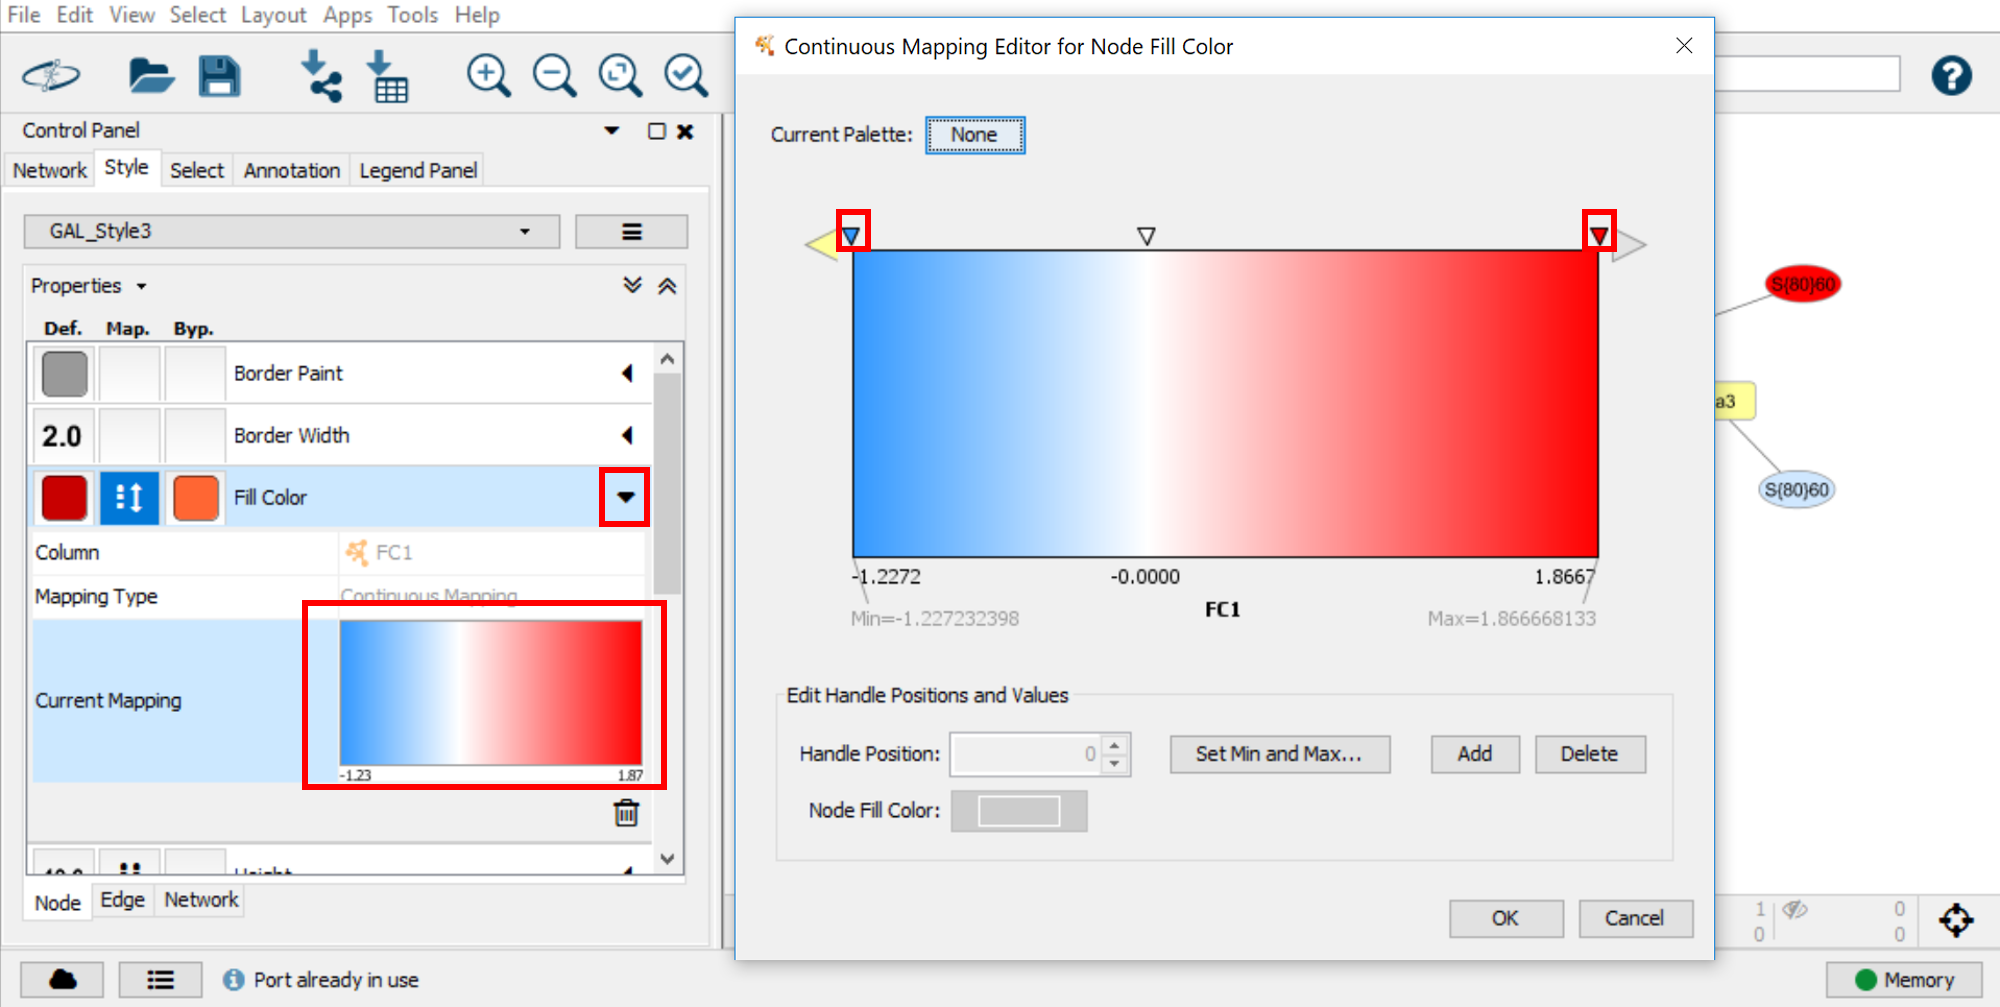 File Edit View Select Layout Apps Tools Help
Control Panel
Network Style Select Annotation Legend Panel
GAL_Style3
Properties
Def. Map. Byp.
Border Paint
2.0 Border Width
Fill Color
Column FC1
Mapping Type Continuous Mapping
Current Mapping
-1.23 1.87
Height
Node Edge Network
Port already in use
Continuous Mapping Editor for Node Fill Color
Current Palette: None
-1.2272 -0.0000 1.8667
FC1
Min=-1.227232398 Max=1.866668133
Edit Handle Positions and Values
Handle Position: 0 Set Min and Max... Add Delete
Node Fill Color:
OK Cancel
?
S{80}60
a3
S{80}60
1 0
0 0
Memory